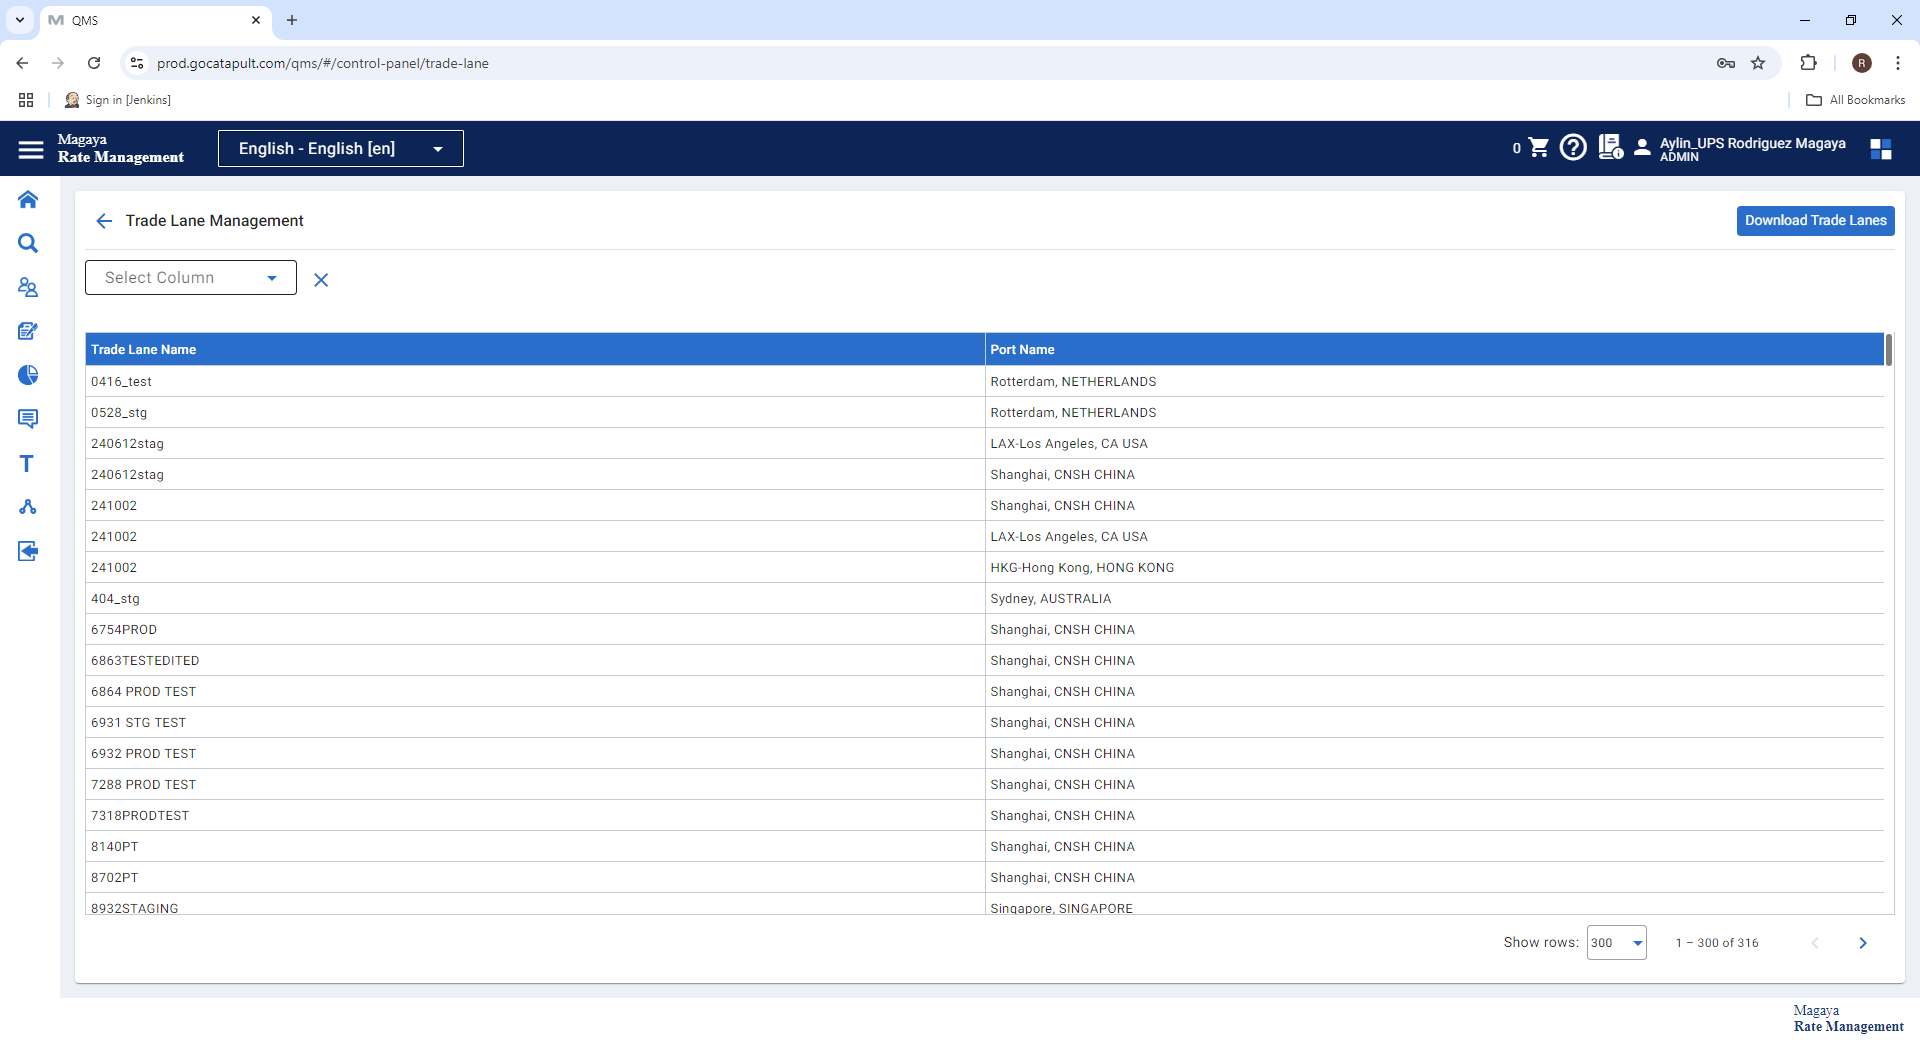 QMS
prod.gocatapult.com/qms/#/control-panel/trade-lane
R
Sign in [Jenkins]
All Bookmarks
Magaya
Rate Management
English - English [en]
0
Aylin_UPS Rodriguez Magaya
ADMIN
Trade Lane Management
Download Trade Lanes
Select Column
Trade Lane Name Port Name
0416_test Rotterdam, NETHERLANDS
0528_stg Rotterdam, NETHERLANDS
240612stag LAX-Los Angeles, CA USA
240612stag Shanghai, CNSH CHINA
241002 Shanghai, CNSH CHINA
241002 LAX-Los Angeles, CA USA
241002 HKG-Hong Kong, HONG KONG
404_stg Sydney, AUSTRALIA
6754PROD Shanghai, CNSH CHINA
6863TESTEDITED Shanghai, CNSH CHINA
6864 PROD TEST Shanghai, CNSH CHINA
6931 STG TEST Shanghai, CNSH CHINA
6932 PROD TEST Shanghai, CNSH CHINA
7288 PROD TEST Shanghai, CNSH CHINA
7318PRODTEST Shanghai, CNSH CHINA
8140PT Shanghai, CNSH CHINA
8702PT Shanghai, CNSH CHINA
8932STAGING Singapore, SINGAPORE
Show rows: 300 1 – 300 of 316
Magaya
Rate Management